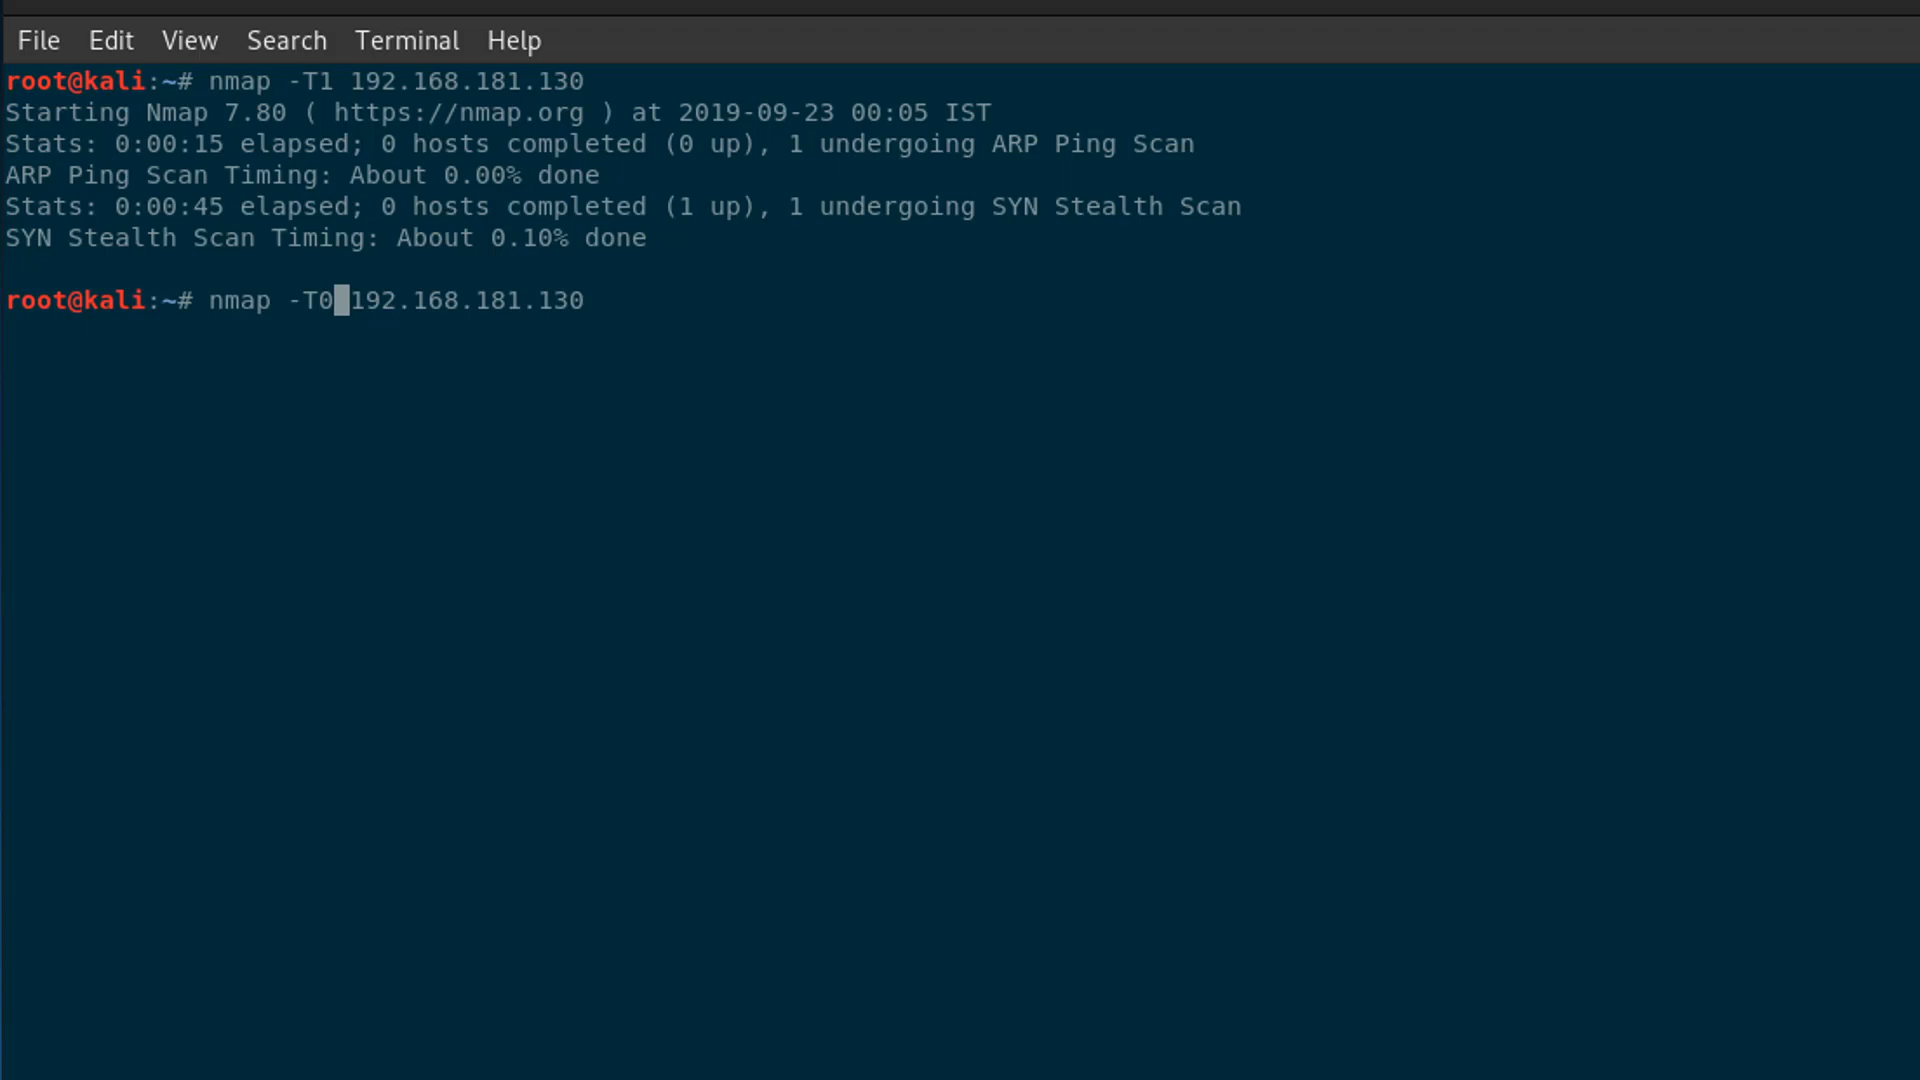 File Edit View Search Terminal Help
root@kali:~# nmap -T1 192.168.181.130
Starting Nmap 7.80 ( https://nmap.org ) at 2019-09-23 00:05 IST
Stats: 0:00:15 elapsed; 0 hosts completed (0 up), 1 undergoing ARP Ping Scan
ARP Ping Scan Timing: About 0.00% done
Stats: 0:00:45 elapsed; 0 hosts completed (1 up), 1 undergoing SYN Stealth Scan
SYN Stealth Scan Timing: About 0.10% done
root@kali:~# nmap -T0 192.168.181.130